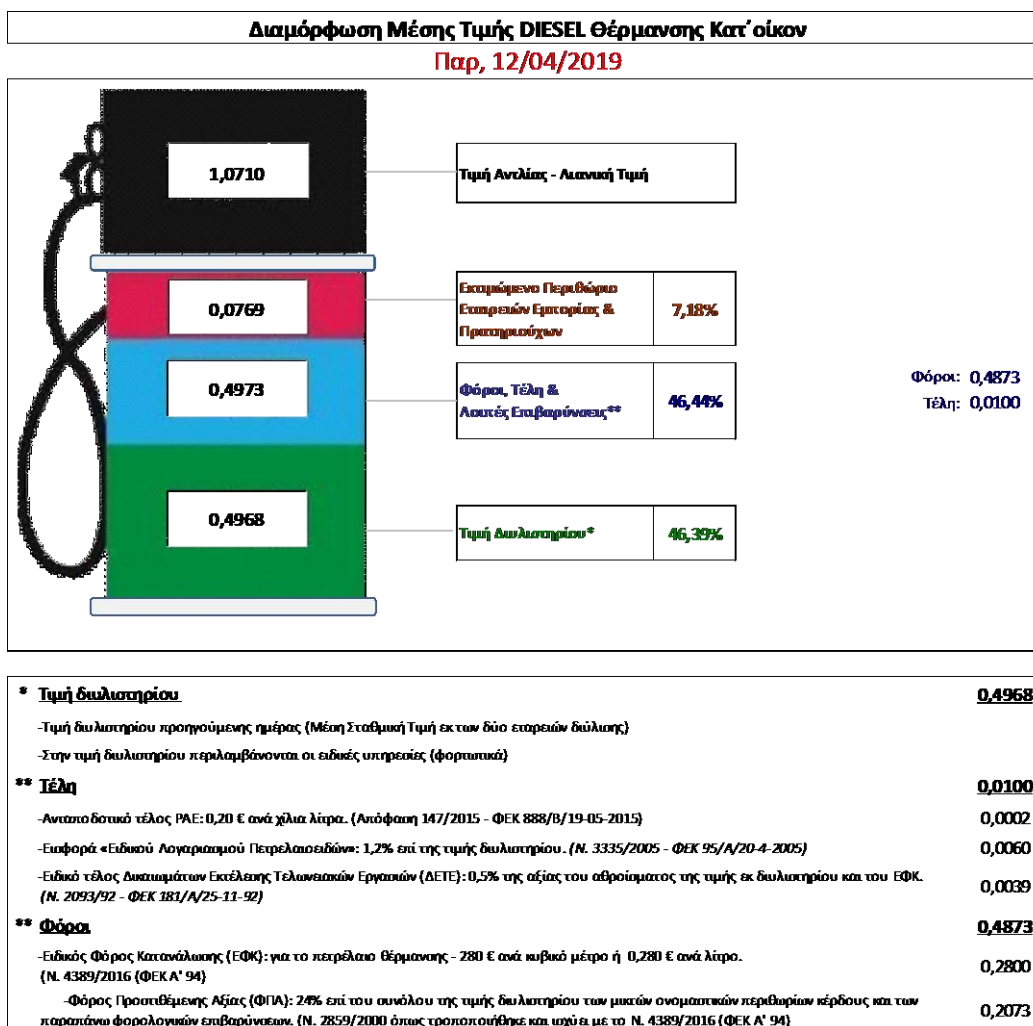 Διαμόρφωση Μέσης Τιμής DIESEL Θέρμανσης Κατ΄οίκον
Παρ, 12/04/2019
1,0710
Τιμή Αντλίας - Λιανική Τιμή
0,0769
Εκτιμώμενο Περιθώριο
Εταιρειών Εμπορίας &
Πρατηριούχων
7,18%
0,4973
Φόροι, Τέλη &
Λοιπές Επιβαρύνσεις**
46,44%
Φόροι: 0,4873
Τέλη: 0,0100
0,4968
Τιμή Διυλιστηρίου*
46,39%
* Τιμή διυλιστηρίου 0,4968
-Τιμή διυλιστηρίου προηγούμενης ημέρας (Μέση Σταθμική Τιμή εκ των δύο εταρειών διύλισης)
-Στην τιμή διυλιστηρίου περιλαμβάνονται οι ειδικές υπηρεσίες (φορτωτικά)
** Τέλη 0,0100
-Ανταποδοτικό τέλος ΡΑΕ: 0,20 € ανά χίλια λίτρα. (Απόφαση 147/2015 - ΦΕΚ 888/Β/19-05-2015) 0,0002
-Εισφορά «Ειδικού Λογαριασμού Πετρελαιοειδών»: 1,2% επί της τιμής διυλιστηρίου. (Ν. 3335/2005 - ΦΕΚ 95/Α/20-4-2005) 0,0060
-Ειδικό τέλος Δικαιωμάτων Εκτέλεσης Τελωνειακών Εργασιών (ΔΕΤΕ): 0,5% της αξίας του αθροίσματος της τιμής εκ διυλιστηρίου και του ΕΦΚ.
(Ν. 2093/92 - ΦΕΚ 181/Α/25-11-92) 0,0039
** Φόροι 0,4873
-Ειδικός Φόρος Κατανάλωσης (ΕΦΚ): για το πετρέλαιο θέρμανσης - 280 € ανά κυβικό μέτρο ή 0,280 € ανά λίτρο.
(Ν. 4389/2016 (ΦΕΚ Α' 94) 0,2800
-Φόρος Προστιθέμενης Αξίας (ΦΠΑ): 24% επί του συνόλου της τιμής διυλιστηρίου των μικτών ονομαστικών περιθωρίων κέρδους και των
παραπάνω φορολογικών επιβαρύνσεων. (Ν. 2859/2000 όπως τροποποιήθηκε και ισχύει με το Ν. 4389/2016 (ΦΕΚ Α' 94) 0,2073